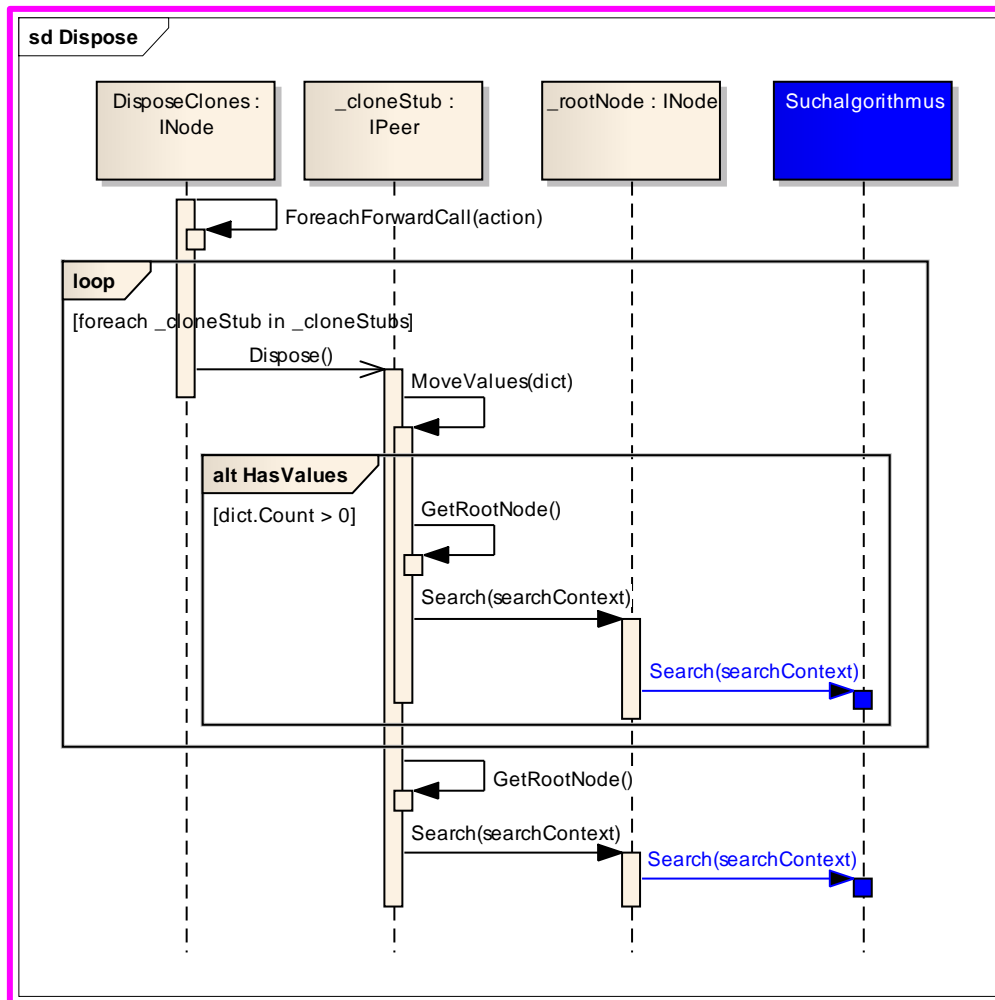 sd Dispose
DisposeClones :
INode
_cloneStub :
IPeer
_rootNode : INode
Suchalgorithmus
ForeachForwardCall(action)
loop
[foreach _cloneStub in _cloneStubs]
Dispose()
MoveValues(dict)
alt HasValues
[dict.Count > 0]
GetRootNode()
Search(searchContext)
Search(searchContext)
GetRootNode()
Search(searchContext)
Search(searchContext)